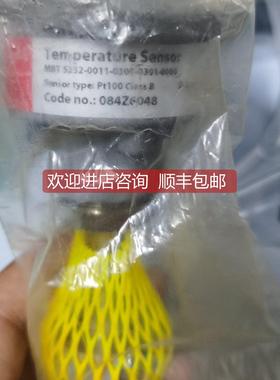 Temperature Sensor
MBT 5252-0011-0301-0301-0000
Sensor type: Pt100 Class B
Code no.: 084Z6048
欢迎进店咨询 顺丰包邮